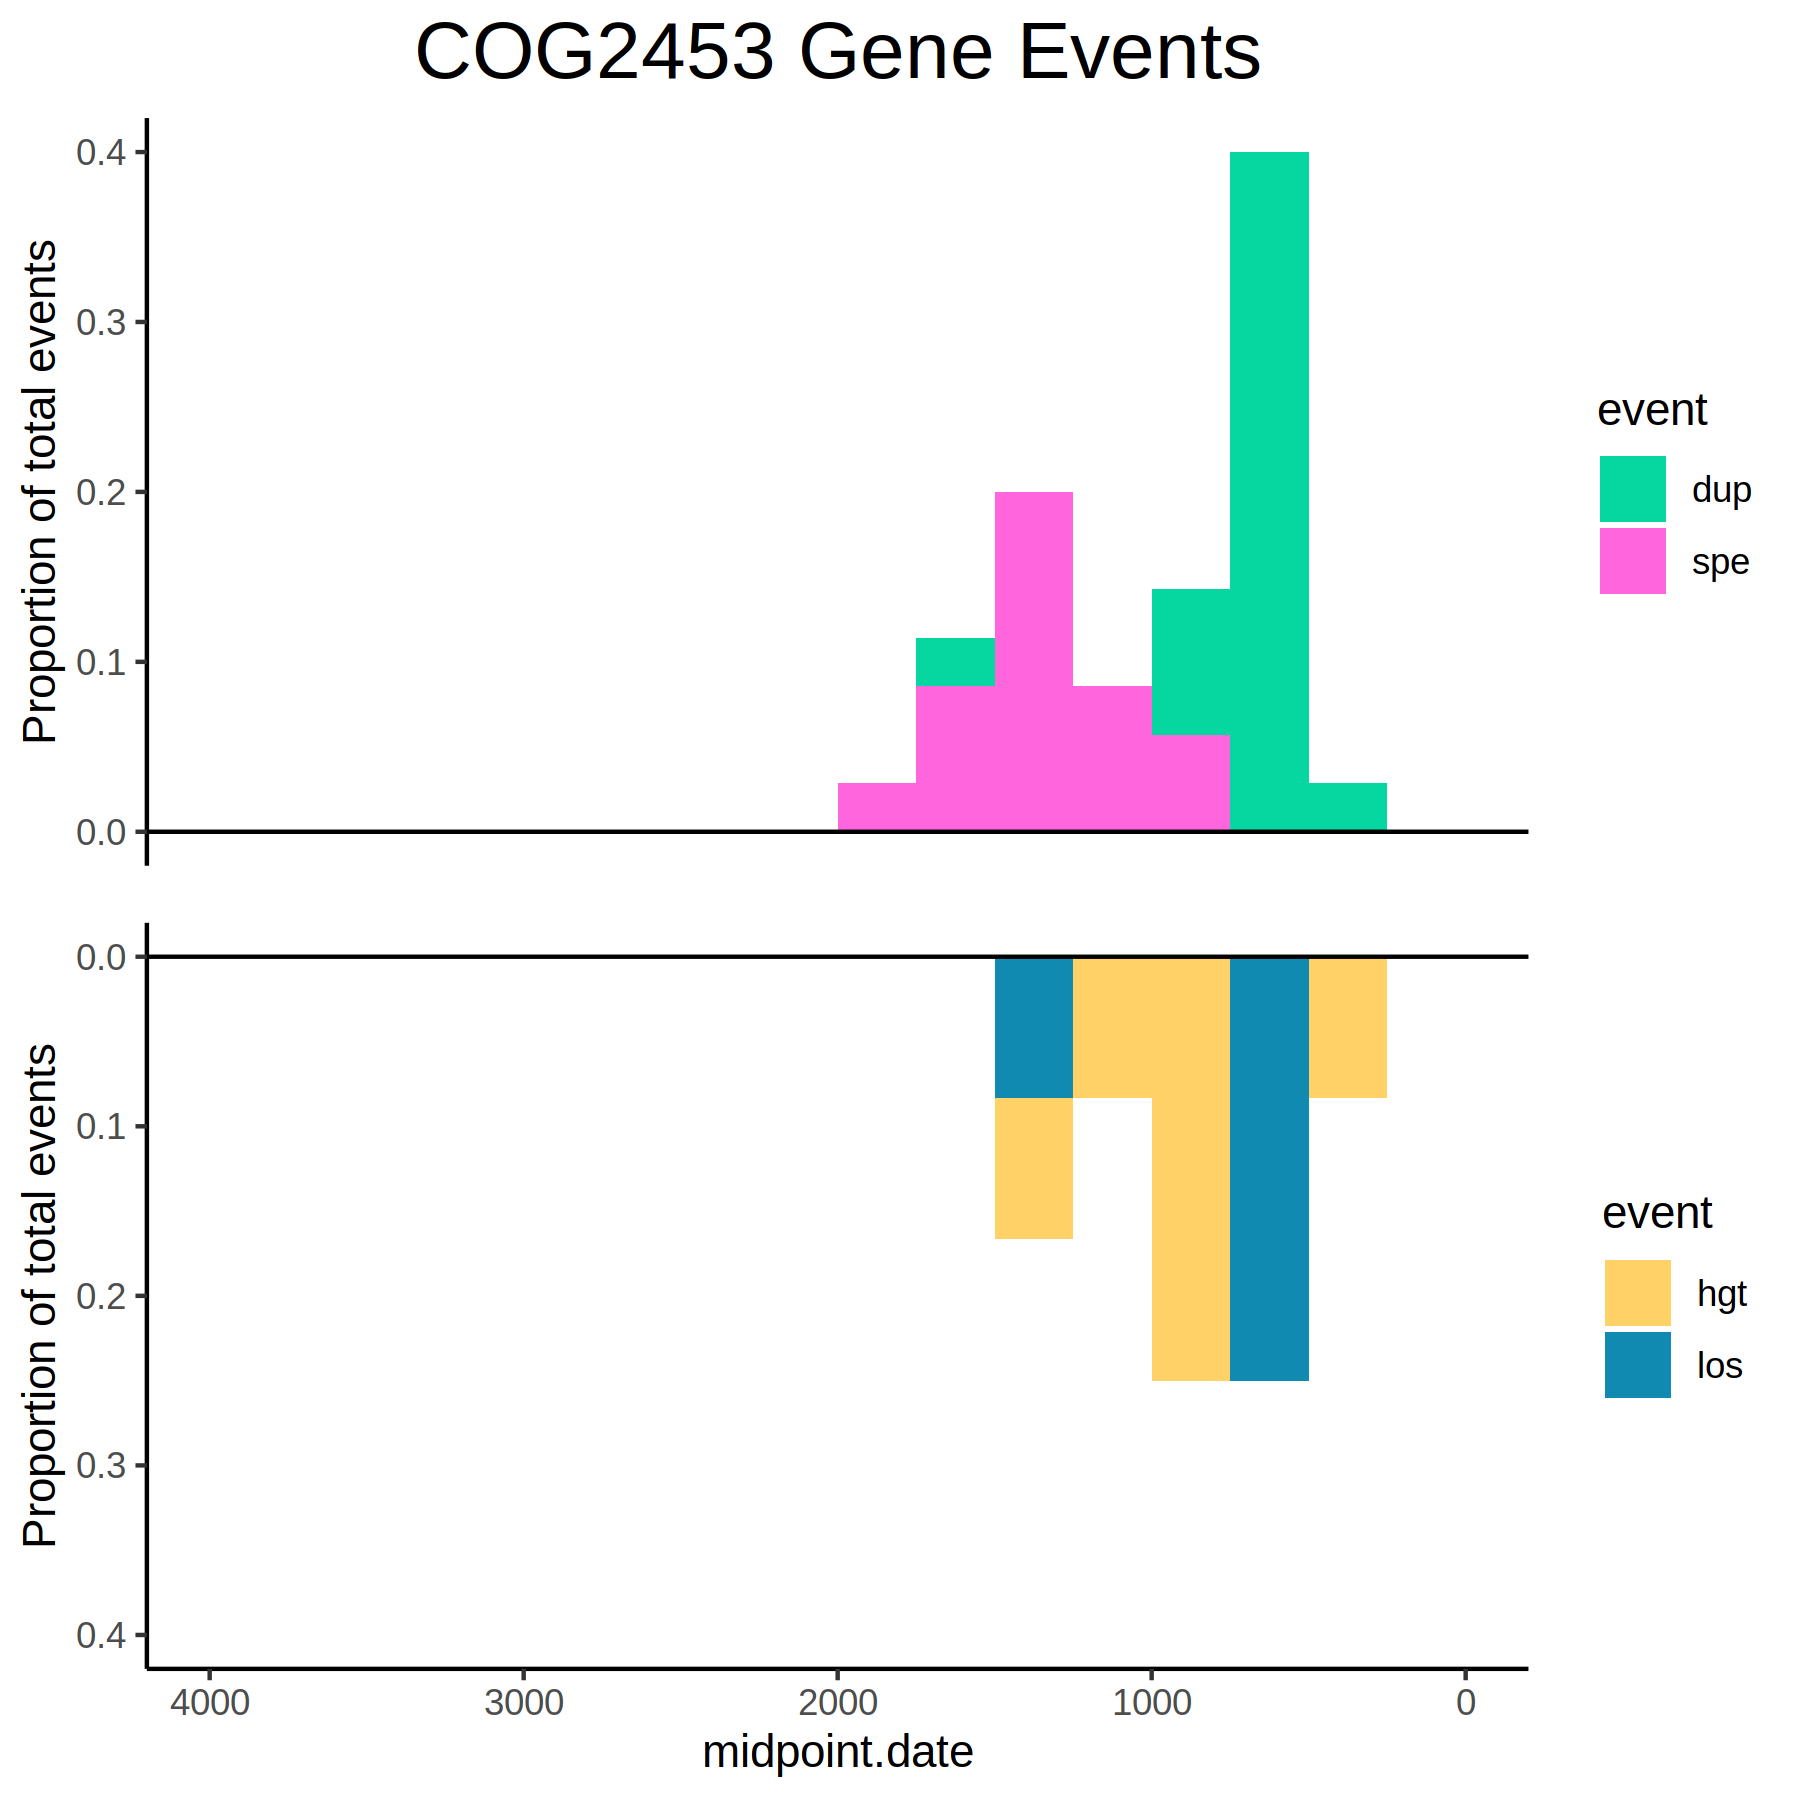 COG2453 Gene Events
Proportion of total events
0.4
0.3
0.2
0.1
0.0
event
dup
spe
Proportion of total events
0.0
0.1
0.2
0.3
0.4
event
hgt
los
4000 3000 2000 1000 0
midpoint.date